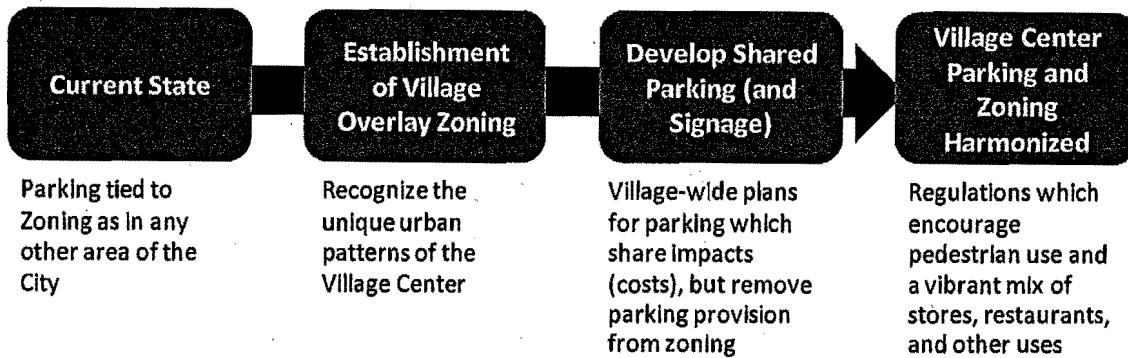 Current State
Parking tied to
Zoning as in any
other area of the
City
Establishment
of Village
Overlay Zoning
Recognize the
unique urban
patterns of the
Village Center
Develop Shared
Parking (and
Signage)
Village-wide plans
for parking which
share impacts
(costs), but remove
parking provision
from zoning
Village Center
Parking and
Zoning
Harmonized
Regulations which
encourage
pedestrian use and
a vibrant mix of
stores, restaurants,
and other uses